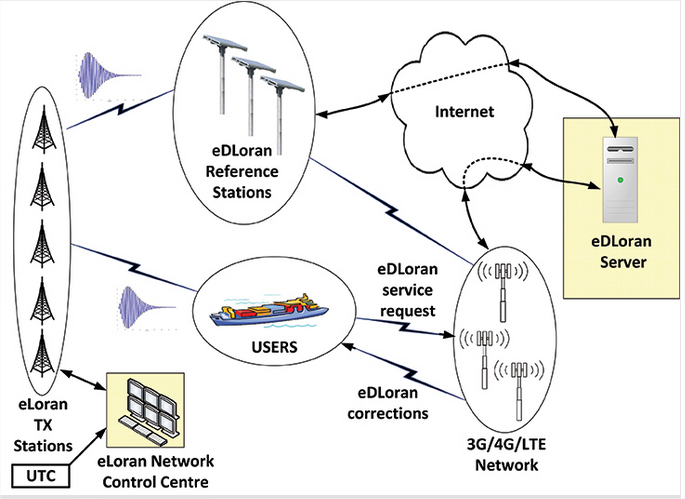 eDLoran
Reference
Stations
Internet
eDLoran
Server
eDLoran
service
request
USERS
eDLoran
corrections
eLoran
TX
Stations
UTC
eLoran Network
Control Centre
3G/4G/LTE
Network